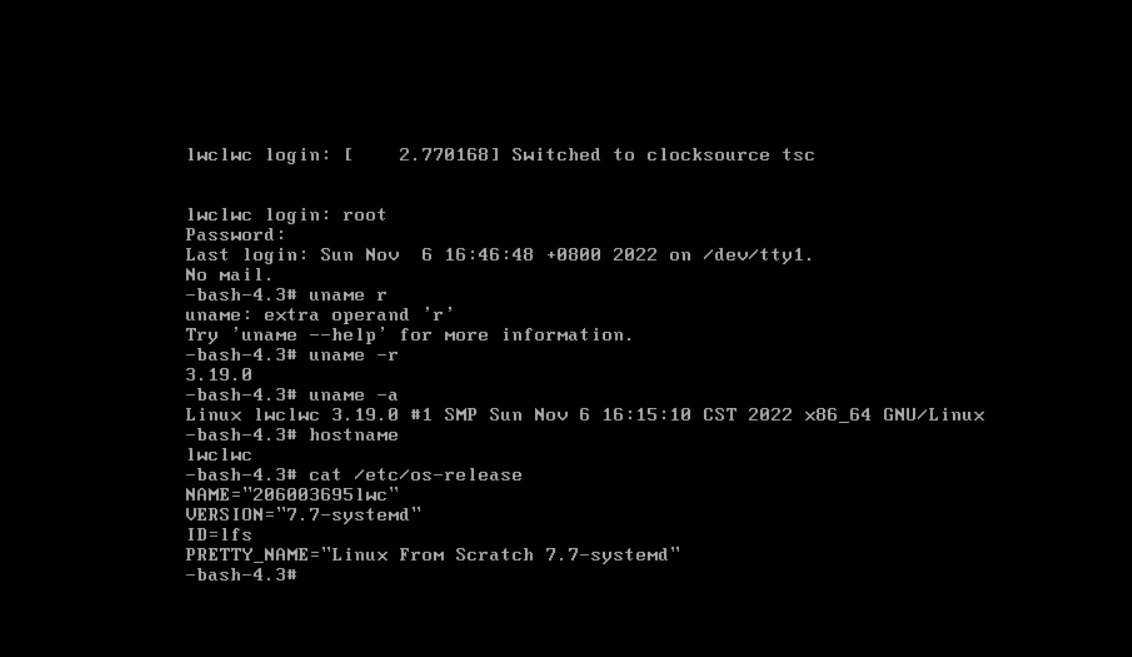 lwclwc login: [    2.770168] Switched to clocksource tsc
lwclwc login: root
Password:
Last login: Sun Nov  6 16:46:48 +0800 2022 on /dev/tty1.
No mail.
-bash-4.3# uname r
uname: extra operand 'r'
Try 'uname --help' for more information.
-bash-4.3# uname -r
3.19.0
-bash-4.3# uname -a
Linux lwclwc 3.19.0 #1 SMP Sun Nov 6 16:15:10 CST 2022 x86_64 GNU/Linux
-bash-4.3# hostname
lwclwc
-bash-4.3# cat /etc/os-release
NAME="206003695lwc"
VERSION="7.7-systemd"
ID=lfs
PRETTY_NAME="Linux From Scratch 7.7-systemd"
-bash-4.3#